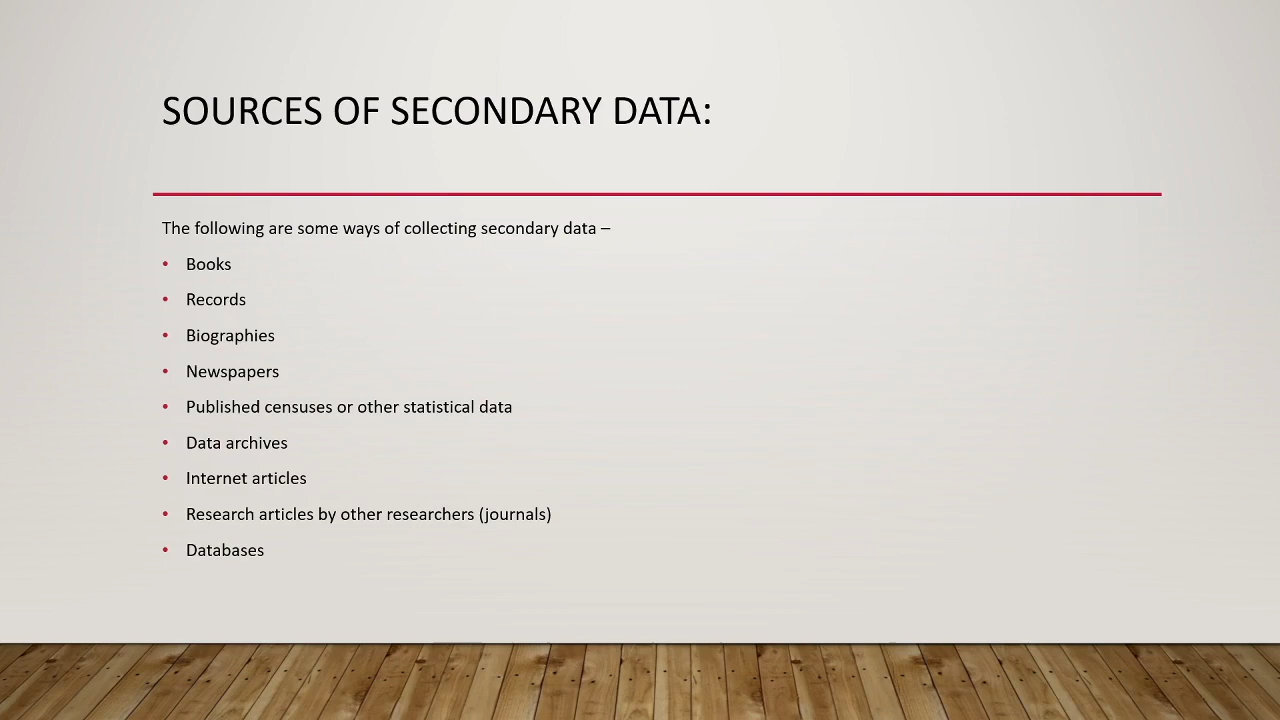 SOURCES OF SECONDARY DATA:
The following are some ways of collecting secondary data –
• Books
• Records
• Biographies
• Newspapers
• Published censuses or other statistical data
• Data archives
• Internet articles
• Research articles by other researchers (journals)
• Databases